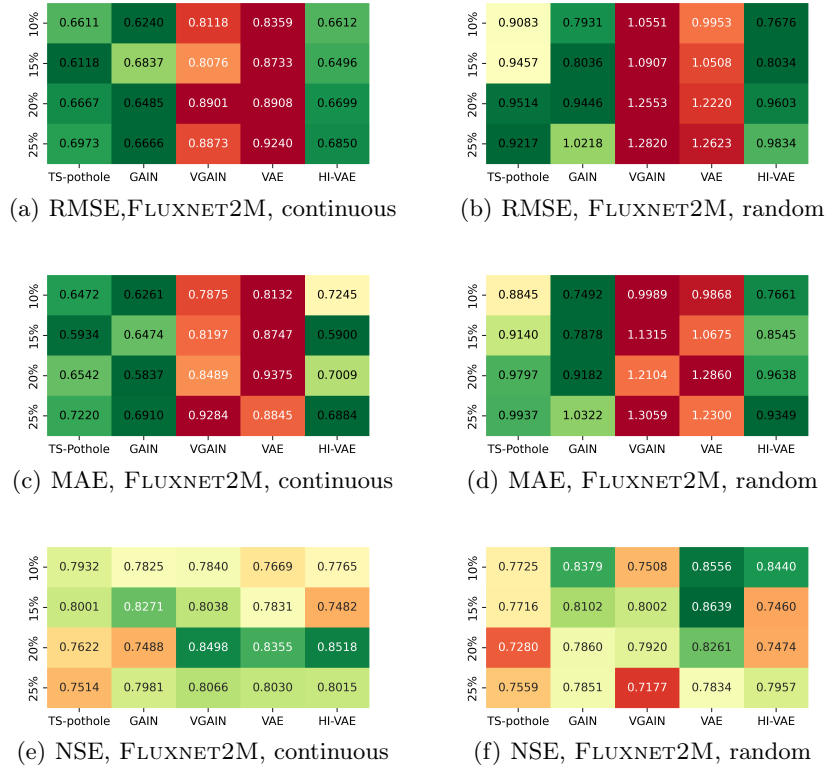 10% 0.6611 0.6240 0.8118 0.8359 0.6612
15% 0.6118 0.6837 0.8076 0.8733 0.6496
20% 0.6667 0.6485 0.8901 0.8908 0.6699
25% 0.6973 0.6666 0.8873 0.9240 0.6850
TS-pothole GAIN VGAIN VAE HI-VAE
(a) RMSE,FLUXNET2M, continuous
10% 0.9083 0.7931 1.0551 0.9953 0.7676
15% 0.9457 0.8036 1.0907 1.0508 0.8034
20% 0.9514 0.9446 1.2553 1.2220 0.9603
25% 0.9217 1.0218 1.2820 1.2623 0.9834
TS-pothole GAIN VGAIN VAE HI-VAE
(b) RMSE, FLUXNET2M, random
10% 0.6472 0.6261 0.7875 0.8132 0.7245
15% 0.5934 0.6474 0.8197 0.8747 0.5900
20% 0.6542 0.5837 0.8489 0.9375 0.7009
25% 0.7220 0.6910 0.9284 0.8845 0.6884
TS-Pothole GAIN VGAIN VAE HI-VAE
(c) MAE, FLUXNET2M, continuous
10% 0.8845 0.7492 0.9989 0.9868 0.7661
15% 0.9140 0.7878 1.1315 1.0675 0.8545
20% 0.9797 0.9182 1.2104 1.2860 0.9638
25% 0.9937 1.0322 1.3059 1.2300 0.9349
TS-Pothole GAIN VGAIN VAE HI-VAE
(d) MAE, FLUXNET2M, random
10% 0.7932 0.7825 0.7840 0.7669 0.7765
15% 0.8001 0.8271 0.8038 0.7831 0.7482
20% 0.7622 0.7488 0.8498 0.8355 0.8518
25% 0.7514 0.7981 0.8066 0.8030 0.8015
TS-pothole GAIN VGAIN VAE HI-VAE
(e) NSE, FLUXNET2M, continuous
10% 0.7725 0.8379 0.7508 0.8556 0.8440
15% 0.7716 0.8102 0.8002 0.8639 0.7460
20% 0.7280 0.7860 0.7920 0.8261 0.7474
25% 0.7559 0.7851 0.7177 0.7834 0.7957
TS-pothole GAIN VGAIN VAE HI-VAE
(f) NSE, FLUXNET2M, random